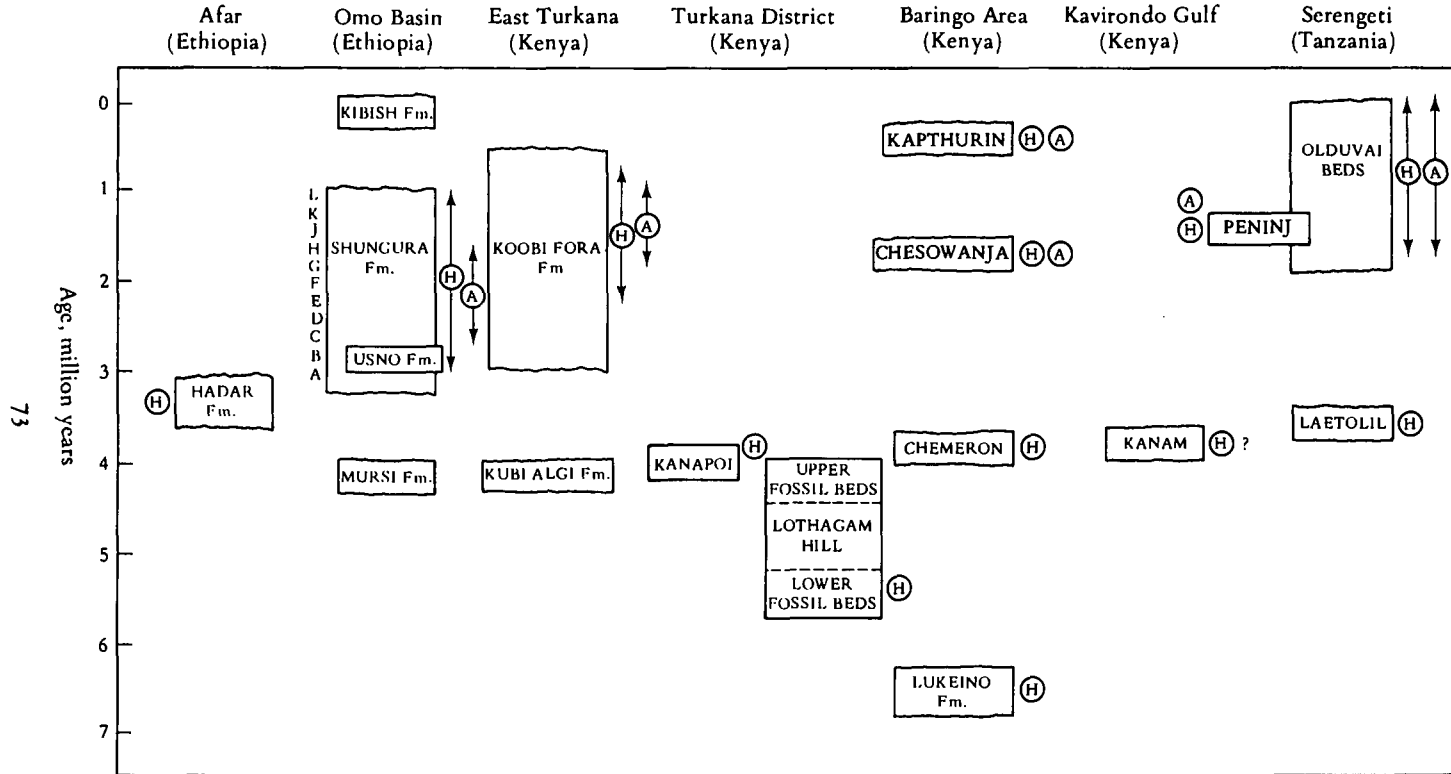 Afar
(Ethiopia)
Omo Basin
(Ethiopia)
East Turkana
(Kenya)
Turkana District
(Kenya)
Baringo Area
(Kenya)
Kavirondo Gulf
(Kenya)
Serengeti
(Tanzania)
Age, million years
0
1
2
3
4
5
6
7
HADAR
Fm.
H
KIBISH Fm.
L
K
J
H
G
F
E
D
C
B
A
SHUNGURA
Fm.
USNO Fm.
H
A
MURSI Fm.
KOOBI FORA
Fm
H
A
KUBI ALGI Fm.
KANAPOI
H
UPPER
FOSSIL BEDS
LOTHAGAM
HILL
LOWER
FOSSIL BEDS
H
KAPTHURIN
H A
CHESOWANJA
H A
CHEMERON
H
LUKEINO
Fm.
H
KANAM
H ?
A
H
PENINJ
OLDUVAI
BEDS
H
A
LAETOLIL
H
73